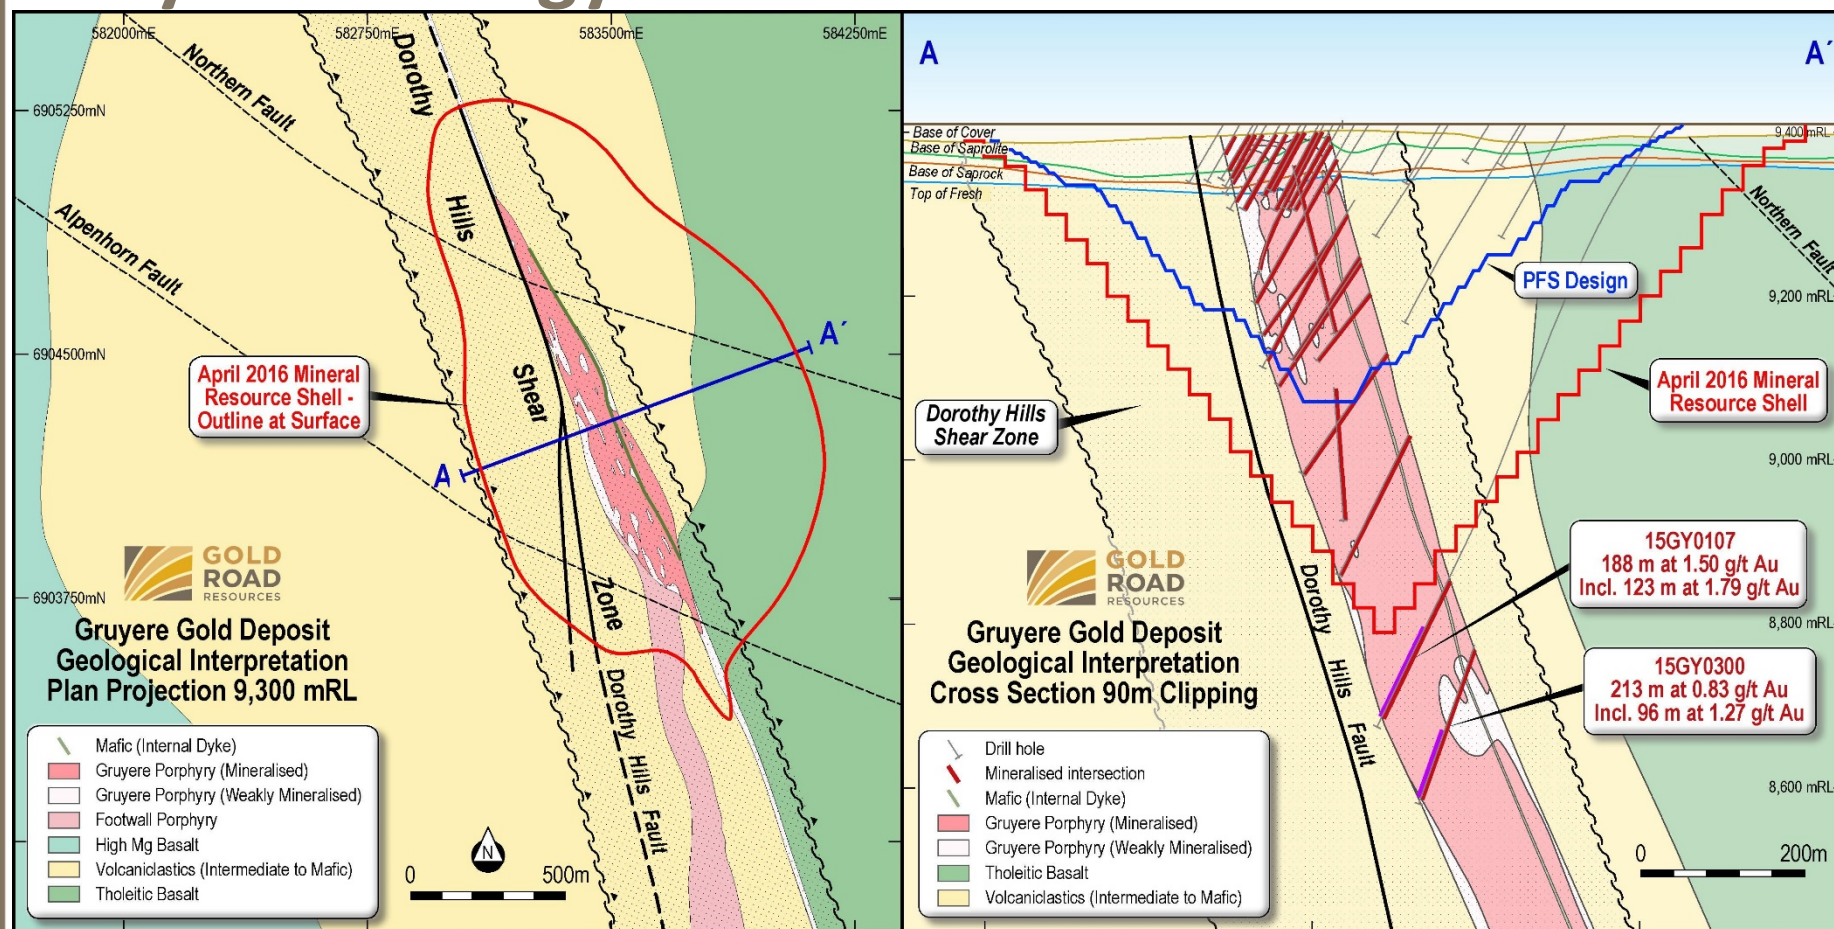 582000mE
582750mE
583500mE
584250mE
6905250mN
6904500mN
6903750mN
Northern Fault
Alpenhorn Fault
Dorothy
Hills
Shear
Zone
Dorothy Hills Fault
A
A´
April 2016 Mineral
Resource Shell -
Outline at Surface
GOLD
ROAD
RESOURCES
Gruyere Gold Deposit
Geological Interpretation
Plan Projection 9,300 mRL
Mafic (Internal Dyke)
Gruyere Porphyry (Mineralised)
Gruyere Porphyry (Weakly Mineralised)
Footwall Porphyry
High Mg Basalt
Volcaniclastics (Intermediate to Mafic)
Tholeitic Basalt
N
0
500m
A
A´
Base of Cover
Base of Saprolite
Base of Saprock
Top of Fresh
9,400 mRL
9,200 mRL
9,000 mRL
8,800 mRL
8,600 mRL
Northern Fault
PFS Design
April 2016 Mineral
Resource Shell
Dorothy Hills
Shear Zone
Dorothy Hills Fault
15GY0107
188 m at 1.50 g/t Au
Incl. 123 m at 1.79 g/t Au
15GY0300
213 m at 0.83 g/t Au
Incl. 96 m at 1.27 g/t Au
GOLD
ROAD
RESOURCES
Gruyere Gold Deposit
Geological Interpretation
Cross Section 90m Clipping
Drill hole
Mineralised intersection
Mafic (Internal Dyke)
Gruyere Porphyry (Mineralised)
Gruyere Porphyry (Weakly Mineralised)
Tholeitic Basalt
Volcaniclastics (Intermediate to Mafic)
0
200m